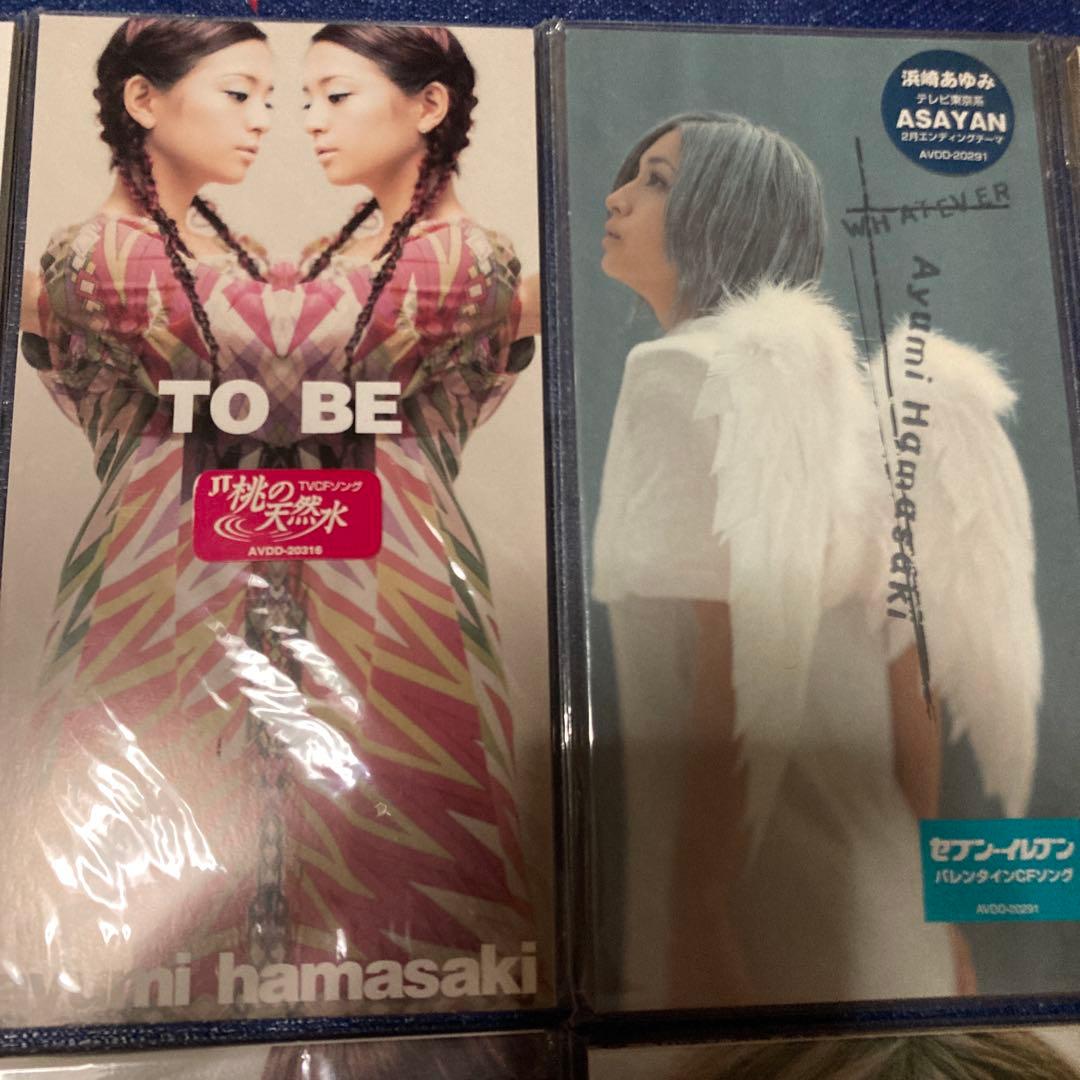 TO BE
JT桃の天然水
TVCFソング
AVDD-20316
yumi hamasaki
浜崎あゆみ
テレビ東京系
ASAYAN
2月エンディングテーマ
AVDD-20291
WHATEVER
Ayumi Hamasaki
セブン-イレブン
バレンタインCFソング
AVDD-20291